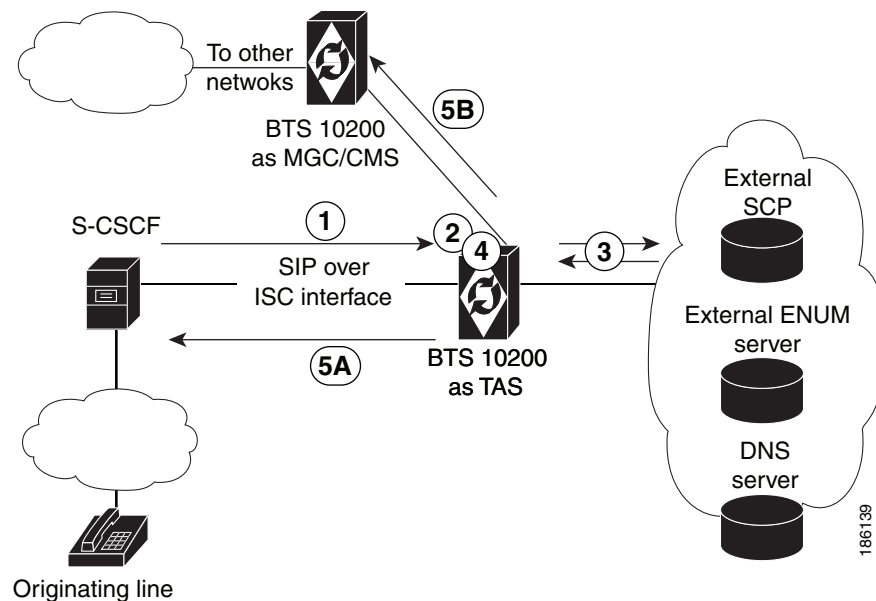 To other
netwoks
BTS 10200
as MGC/CMS
5B
S-CSCF
1
2
4
3
SIP over
ISC interface
5A
BTS 10200
as TAS
External
SCP
External ENUM
server
DNS
server
Originating line
186139